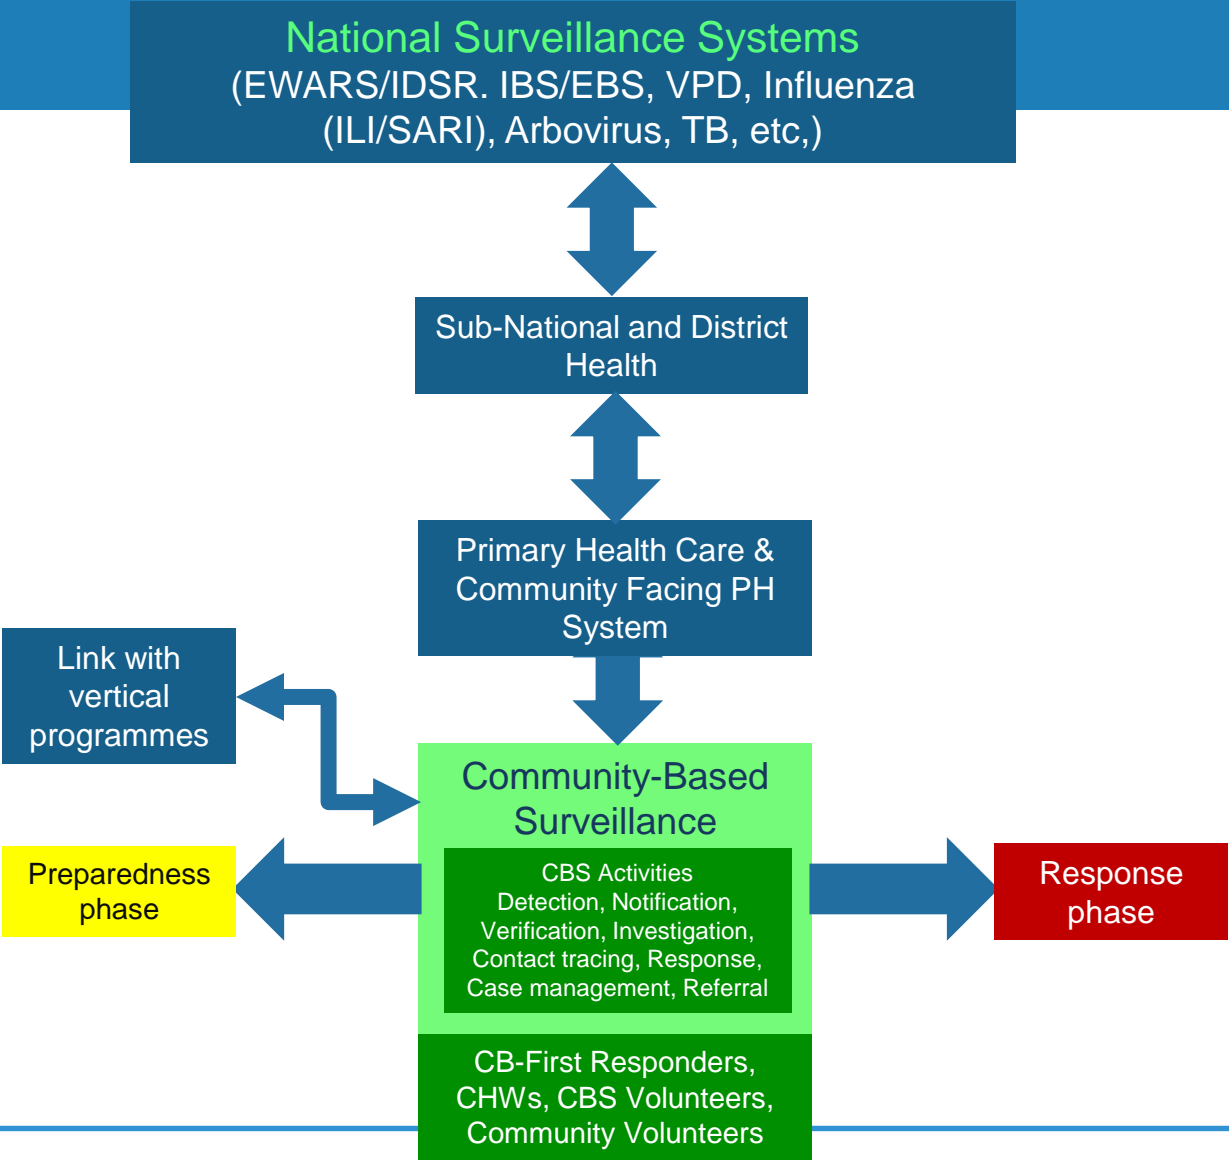 National Surveillance Systems
(EWARS/IDSR. IBS/EBS, VPD, Influenza
(ILI/SARI), Arbovirus, TB, etc,)
Sub-National and District
Health
Primary Health Care &
Community Facing PH
System
Link with
vertical
programmes
Community-Based
Surveillance
Preparedness
phase
CBS Activities
Detection, Notification,
Verification, Investigation,
Contact tracing, Response,
Case management, Referral
Response
phase
CB-First Responders,
CHWs, CBS Volunteers,
Community Volunteers